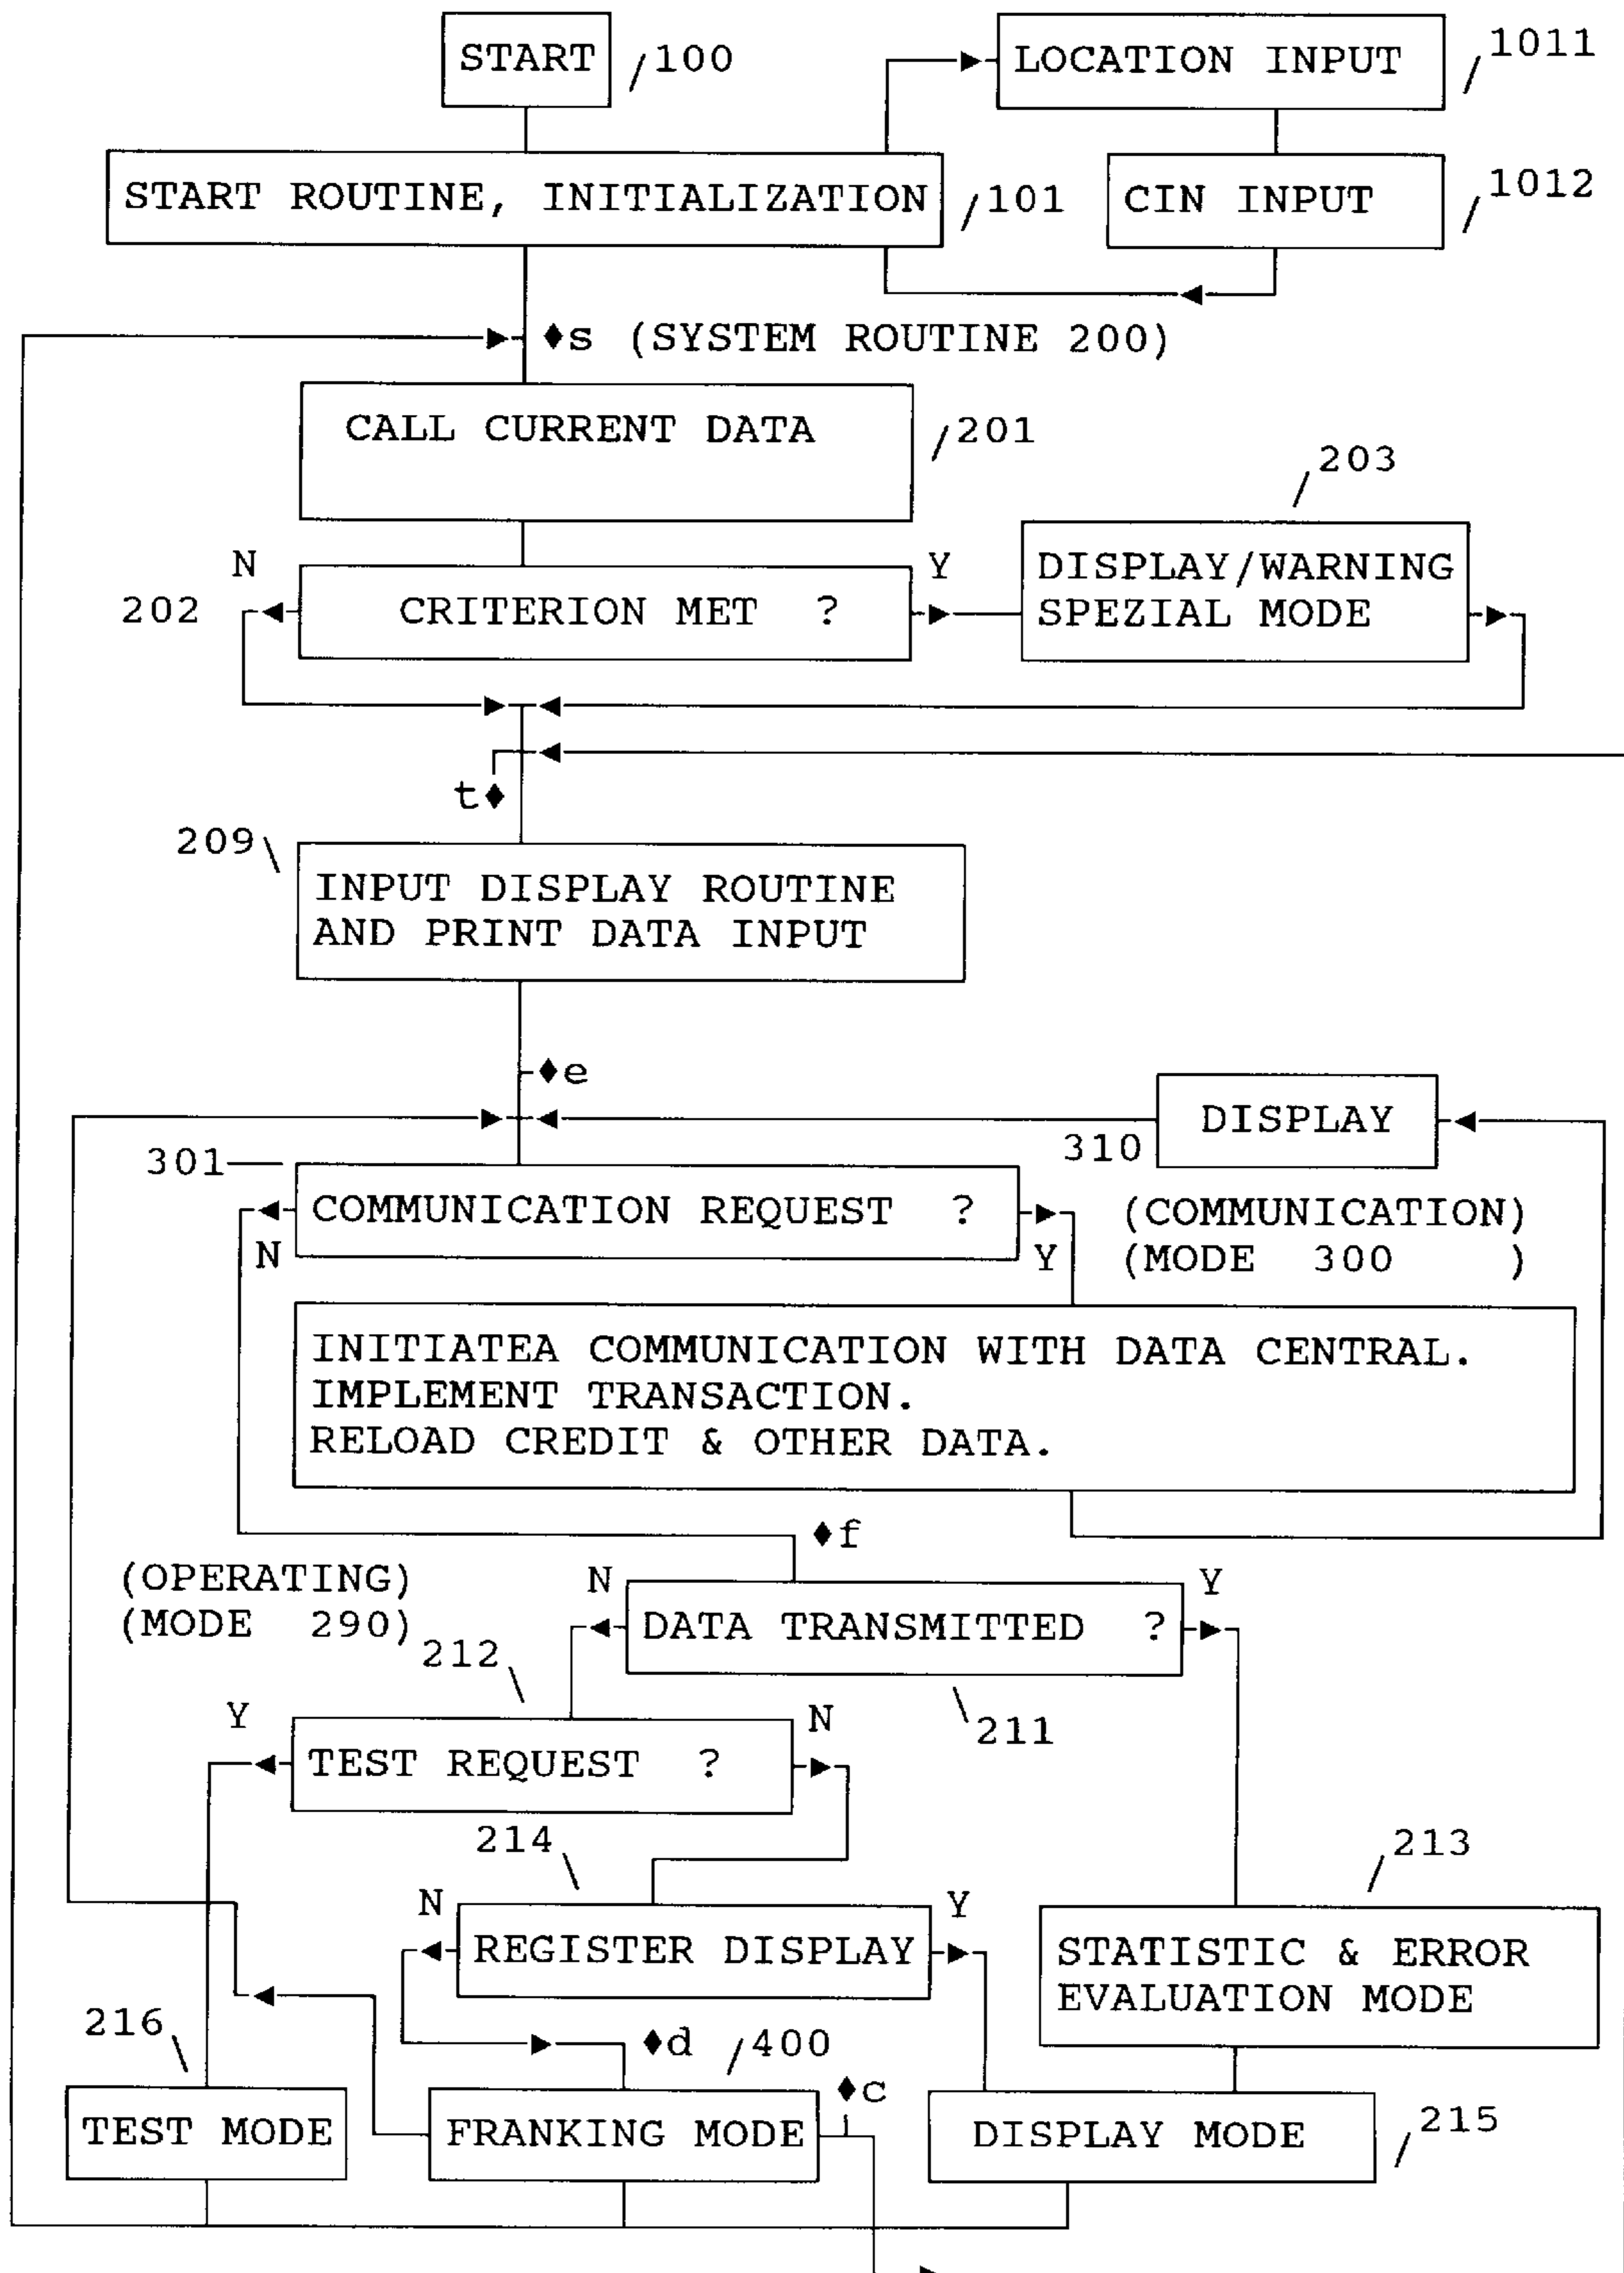 START
/100
LOCATION INPUT
/1011
START ROUTINE, INITIALIZATION
/101
CIN INPUT
/1012
♦s (SYSTEM ROUTINE 200)
CALL CURRENT DATA
/201
/203
N
202
CRITERION MET ?
Y
DISPLAY/WARNING
SPEZIAL MODE
t♦
209\
INPUT DISPLAY ROUTINE
AND PRINT DATA INPUT
♦e
DISPLAY
310
301
COMMUNICATION REQUEST ?
N
Y
(COMMUNICATION)
(MODE 300 )
INITIATEA COMMUNICATION WITH DATA CENTRAL.
IMPLEMENT TRANSACTION.
RELOAD CREDIT & OTHER DATA.
♦f
(OPERATING)
(MODE 290)
N
DATA TRANSMITTED ?
Y
212\
\211
Y
TEST REQUEST ?
N
214\
/213
N
REGISTER DISPLAY
Y
STATISTIC & ERROR
EVALUATION MODE
216\
♦d
/400
♦c
TEST MODE
FRANKING MODE
DISPLAY MODE
/215